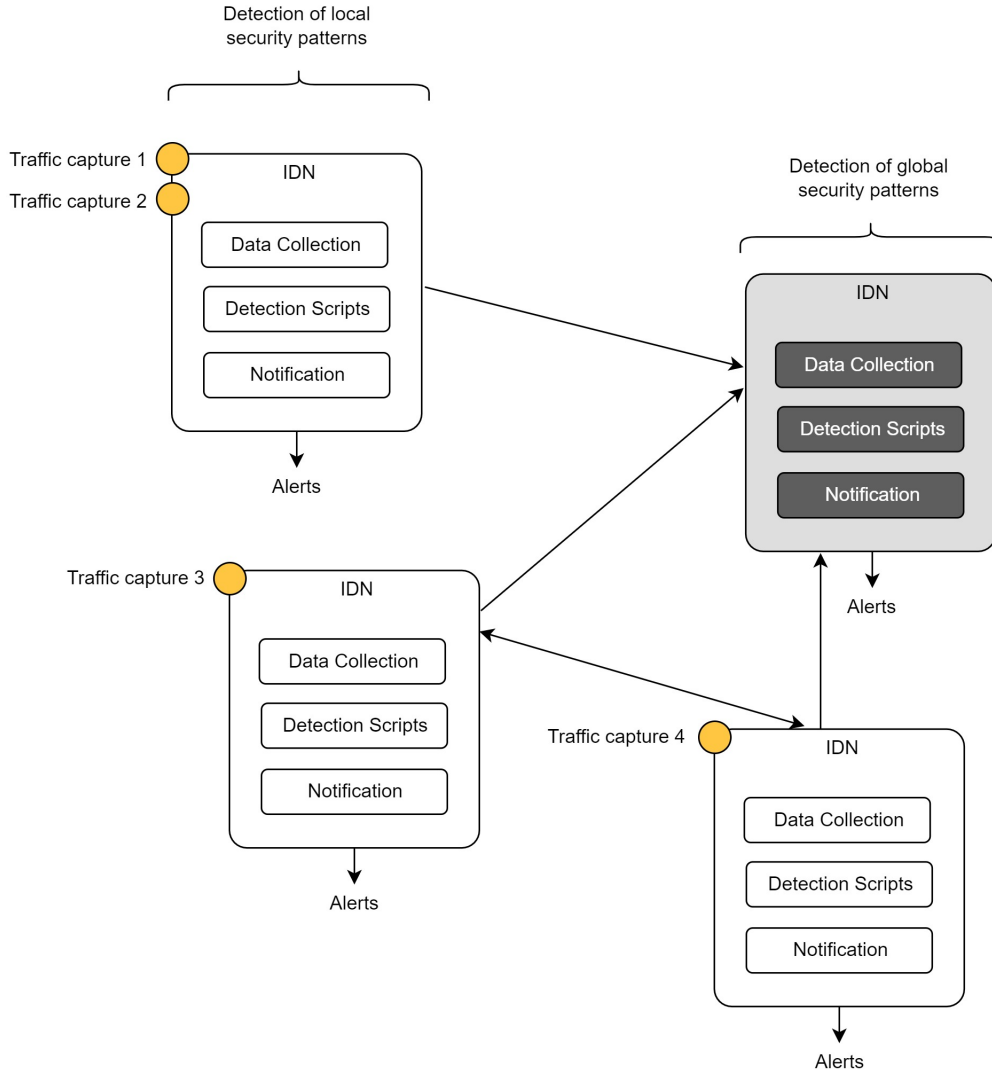 Detection of local
security patterns
Traffic capture 1
Traffic capture 2
IDN
Data Collection
Detection Scripts
Notification
Alerts
Detection of global
security patterns
IDN
Data Collection
Detection Scripts
Notification
Alerts
Traffic capture 3
IDN
Data Collection
Detection Scripts
Notification
Alerts
Traffic capture 4
IDN
Data Collection
Detection Scripts
Notification
Alerts